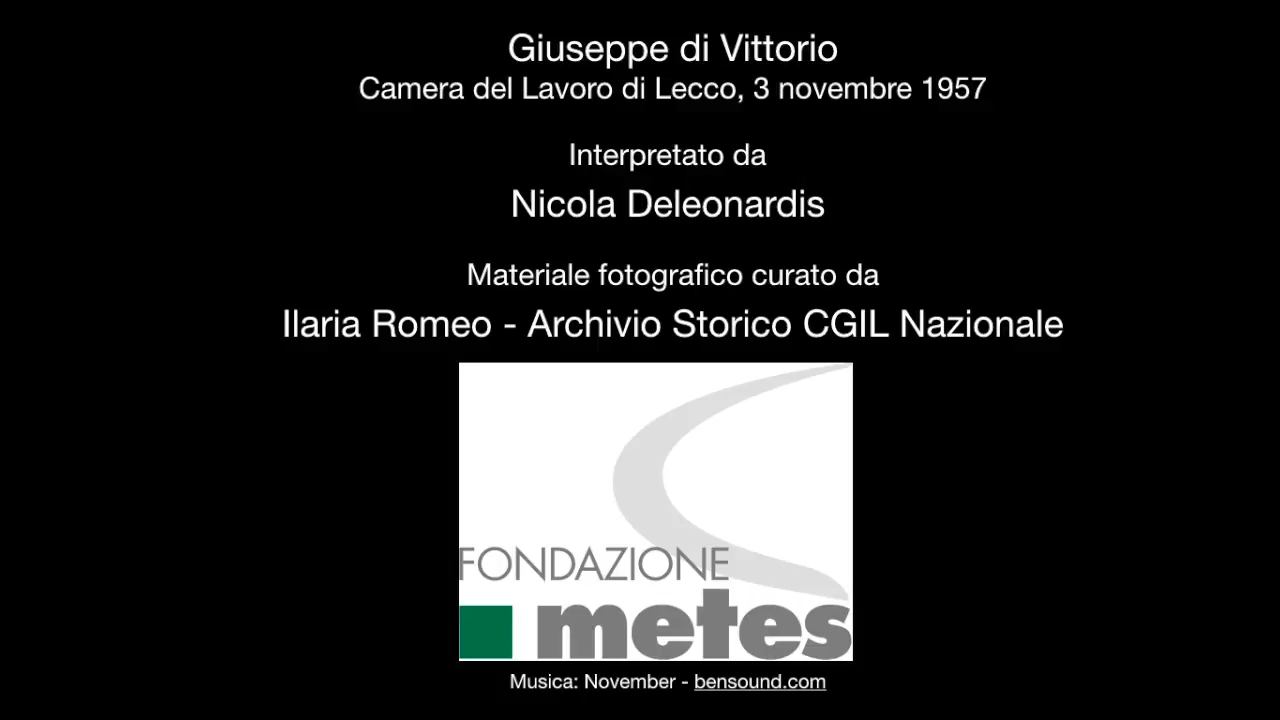 Giuseppe di Vittorio
Camera del Lavoro di Lecco, 3 novembre 1957
Interpretato da
Nicola Deleonardis
Materiale fotografico curato da
Ilaria Romeo - Archivio Storico CGIL Nazionale
FONDAZIONE
metes
Musica: November - bensound.com